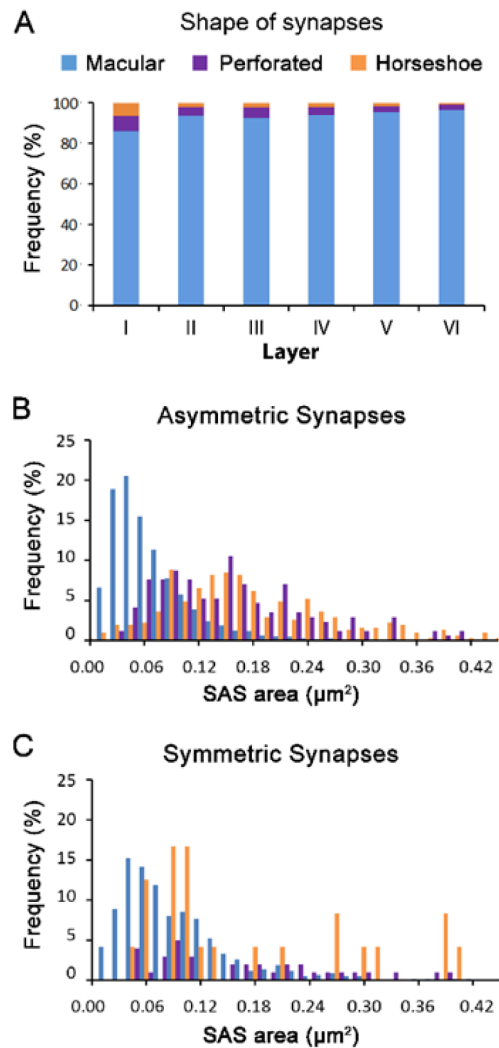 A
Shape of synapses
Macular Perforated Horseshoe
Frequency (%)
100
80
60
40
20
0
I II III IV V VI
Layer
B
Asymmetric Synapses
Frequency (%)
25
20
15
10
5
0
0.00 0.06 0.12 0.18 0.24 0.30 0.36 0.42
SAS area (µm²)
C
Symmetric Synapses
Frequency (%)
25
20
15
10
5
0
0.00 0.06 0.12 0.18 0.24 0.30 0.36 0.42
SAS area (µm²)